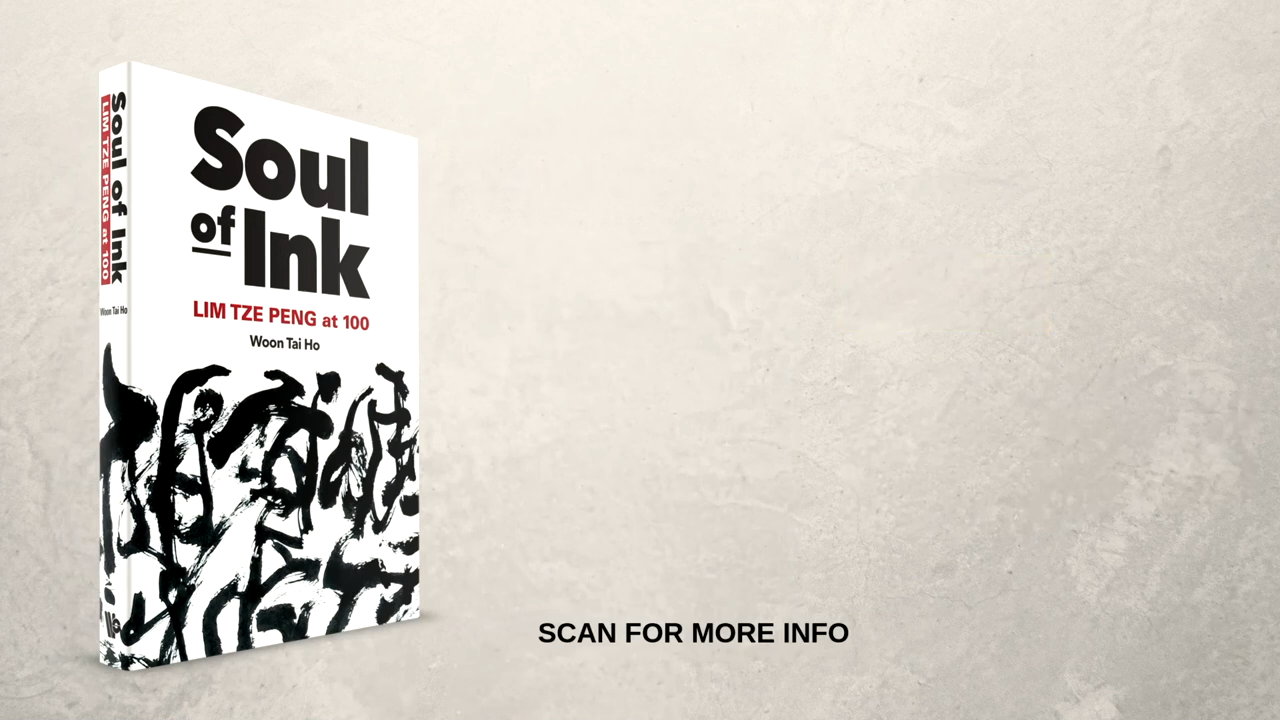 Soul of Ink
LIM TZE PENG at 100
Woon Tai Ho
Soul
of Ink
LIM TZE PENG at 100
Woon Tai Ho
SCAN FOR MORE INFO